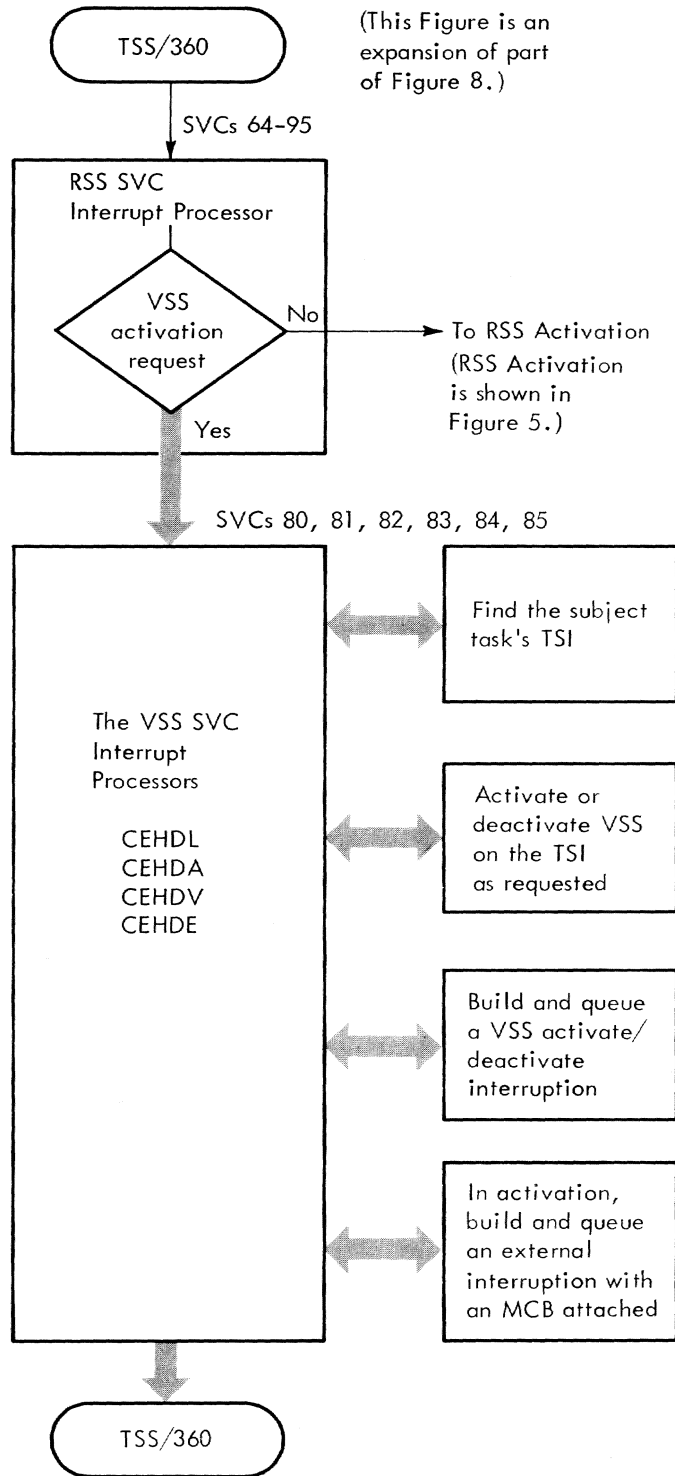 TSS/360
(This Figure is an
expansion of part
of Figure 8.)
SVCs 64-95
RSS SVC
Interrupt Processor
VSS
activation
request
No
To RSS Activation
(RSS Activation
is shown in
Figure 5.)
Yes
SVCs 80, 81, 82, 83, 84, 85
The VSS SVC
Interrupt
Processors
CEHDL
CEHDA
CEHDV
CEHDE
Find the subject
task's TSI
Activate or
deactivate VSS
on the TSI
as requested
Build and queue
a VSS activate/
deactivate
interruption
In activation,
build and queue
an external
interruption with
an MCB attached
TSS/360